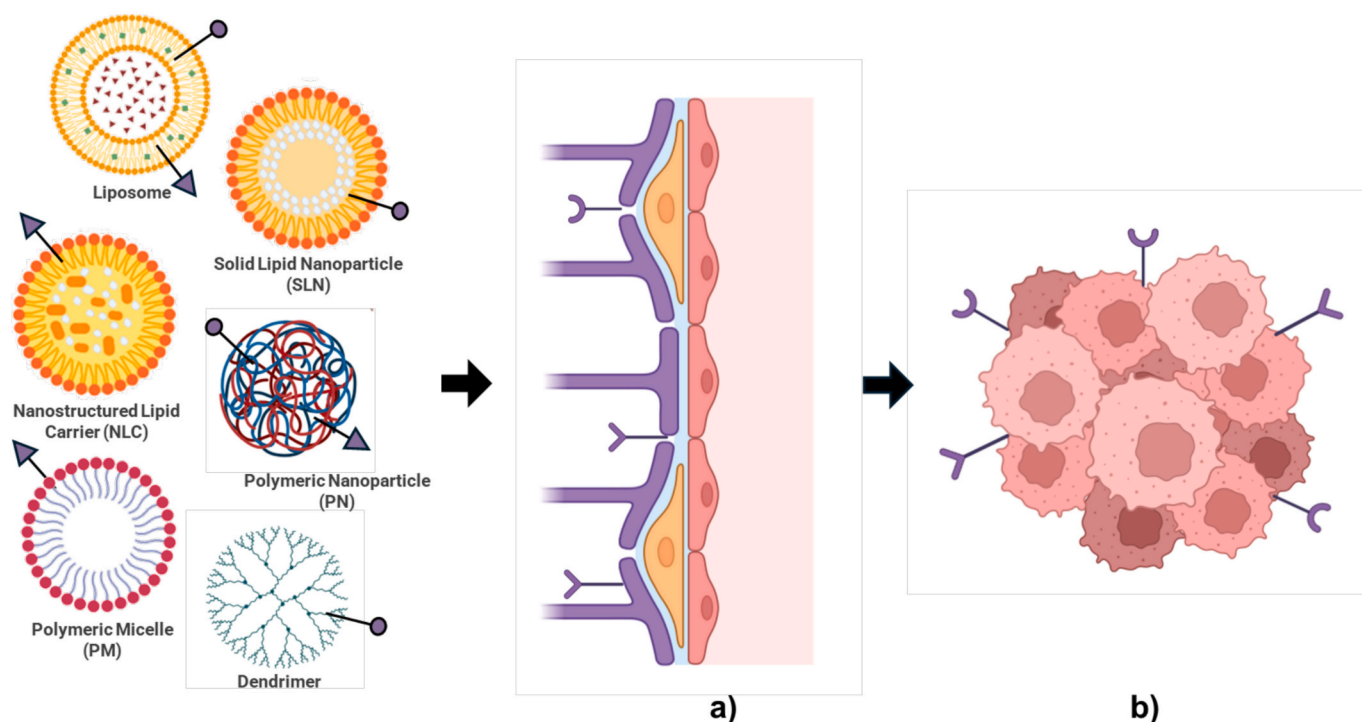 Liposome
Solid Lipid Nanoparticle
(SLN)
Nanostructured Lipid
Carrier (NLC)
Polymeric Nanoparticle
(PN)
Polymeric Micelle
(PM)
Dendrimer
a)
b)